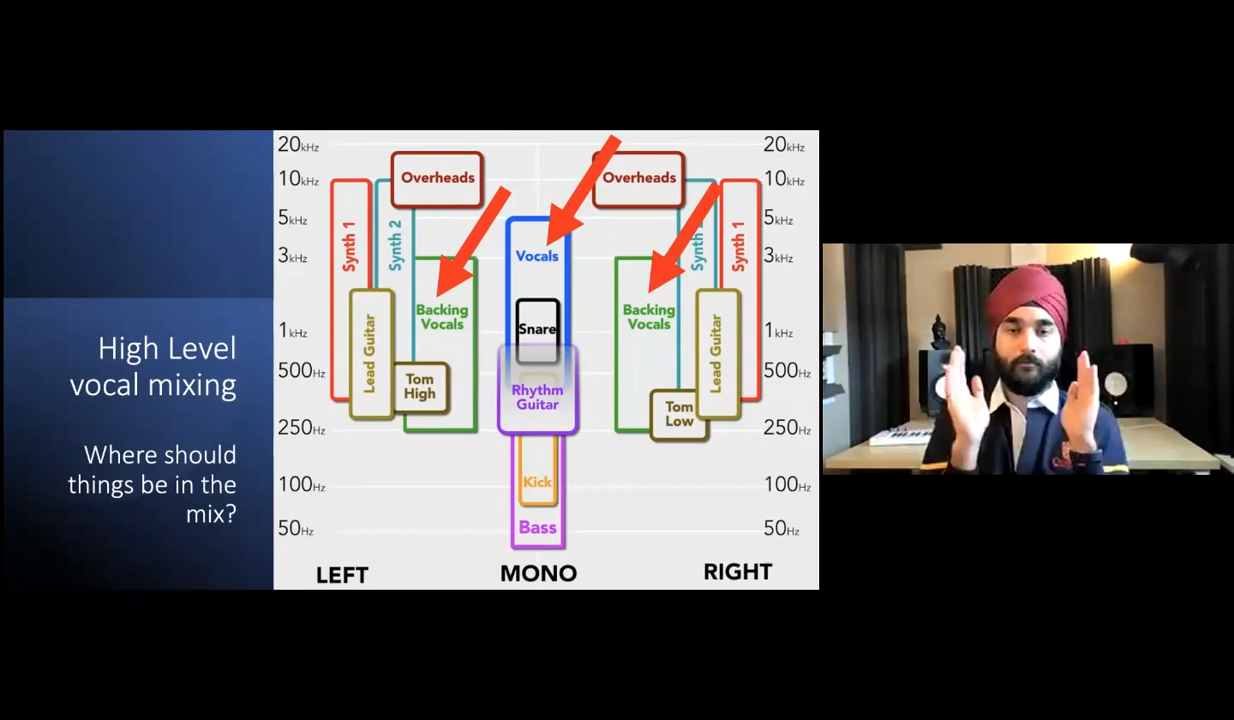 High Level
vocal mixing
Where should
things be in the
mix?
20kHz
10kHz
5kHz
3kHz
1kHz
500Hz
250Hz
100Hz
50Hz
Synth 1
Synth 2
Overheads
Lead Guitar
Tom
High
Backing
Vocals
Vocals
Snare
Rhythm
Guitar
Kick
Bass
Overheads
Backing
Vocals
Tom
Low
Lead Guitar
Synth 1
20kHz
10kHz
5kHz
3kHz
1kHz
500Hz
250Hz
100Hz
50Hz
LEFT
MONO
RIGHT